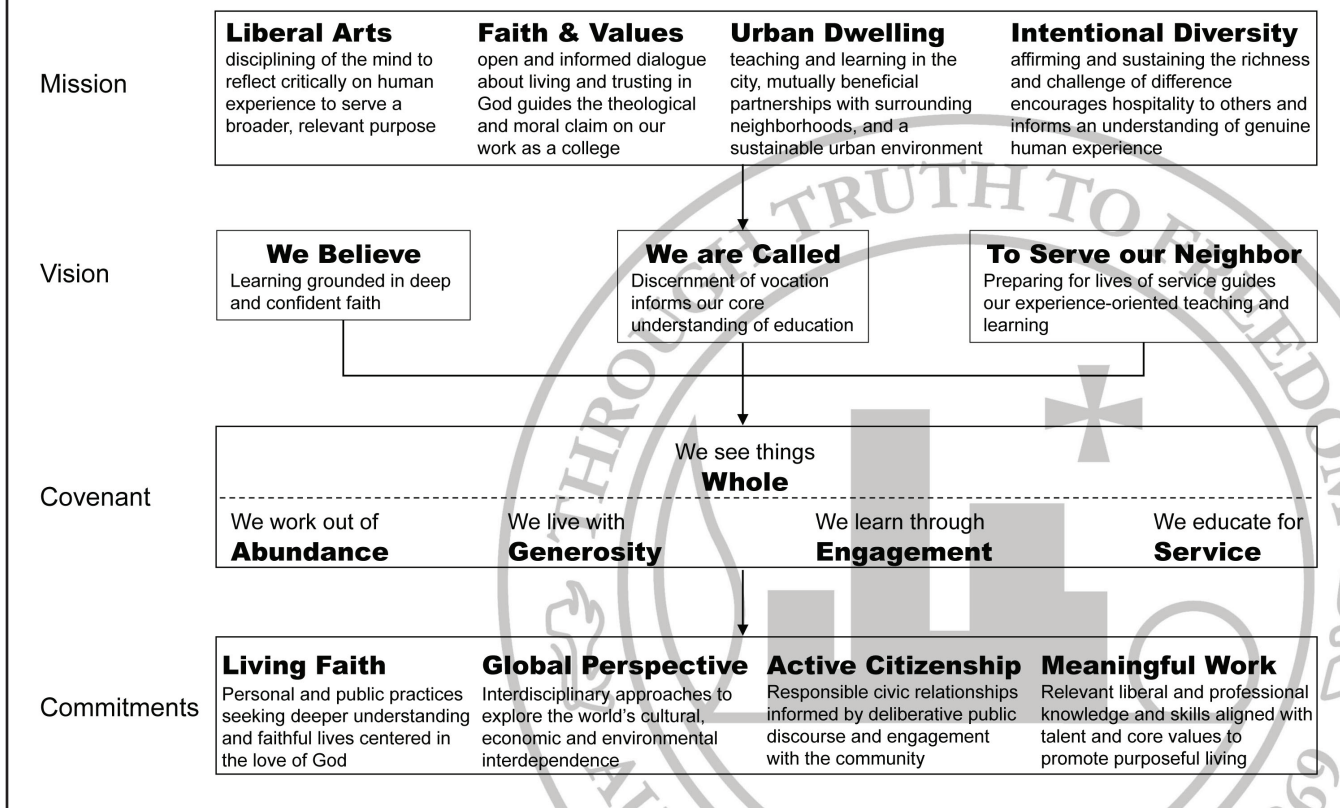 Mission
Liberal Arts
disciplining of the mind to
reflect critically on human
experience to serve a
broader, relevant purpose
Faith & Values
open and informed dialogue
about living and trusting in
God guides the theological
and moral claim on our
work as a college
Urban Dwelling
teaching and learning in the
city, mutually beneficial
partnerships with surrounding
neighborhoods, and a
sustainable urban environment
Intentional Diversity
affirming and sustaining the richness
and challenge of difference
encourages hospitality to others and
informs an understanding of genuine
human experience
Vision
We Believe
Learning grounded in deep
and confident faith
We are Called
Discernment of vocation
informs our core
understanding of education
To Serve our Neighbor
Preparing for lives of service guides
our experience-oriented teaching and
learning
Covenant
We see things
Whole
We work out of
Abundance
We live with
Generosity
We learn through
Engagement
We educate for
Service
Commitments
Living Faith
Personal and public practices
seeking deeper understanding
and faithful lives centered in
the love of God
Global Perspective
Interdisciplinary approaches to
explore the world's cultural,
economic and environmental
interdependence
Active Citizenship
Responsible civic relationships
informed by deliberative public
discourse and engagement
with the community
Meaningful Work
Relevant liberal and professional
knowledge and skills aligned with
talent and core values to
promote purposeful living
THROUGH TRUTH TO FREEDOM